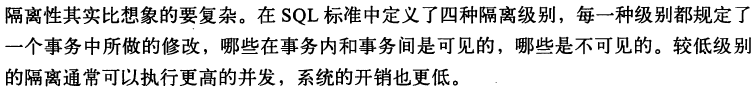 隔离性其实比想象的要复杂。在 SQL 标准中定义了四种隔离级别，每一种级别都规定了
一个事务中所做的修改，哪些在事务内和事务间是可见的，哪些是不可见的。较低级别
的隔离通常可以执行更高的并发，系统的开销也更低。